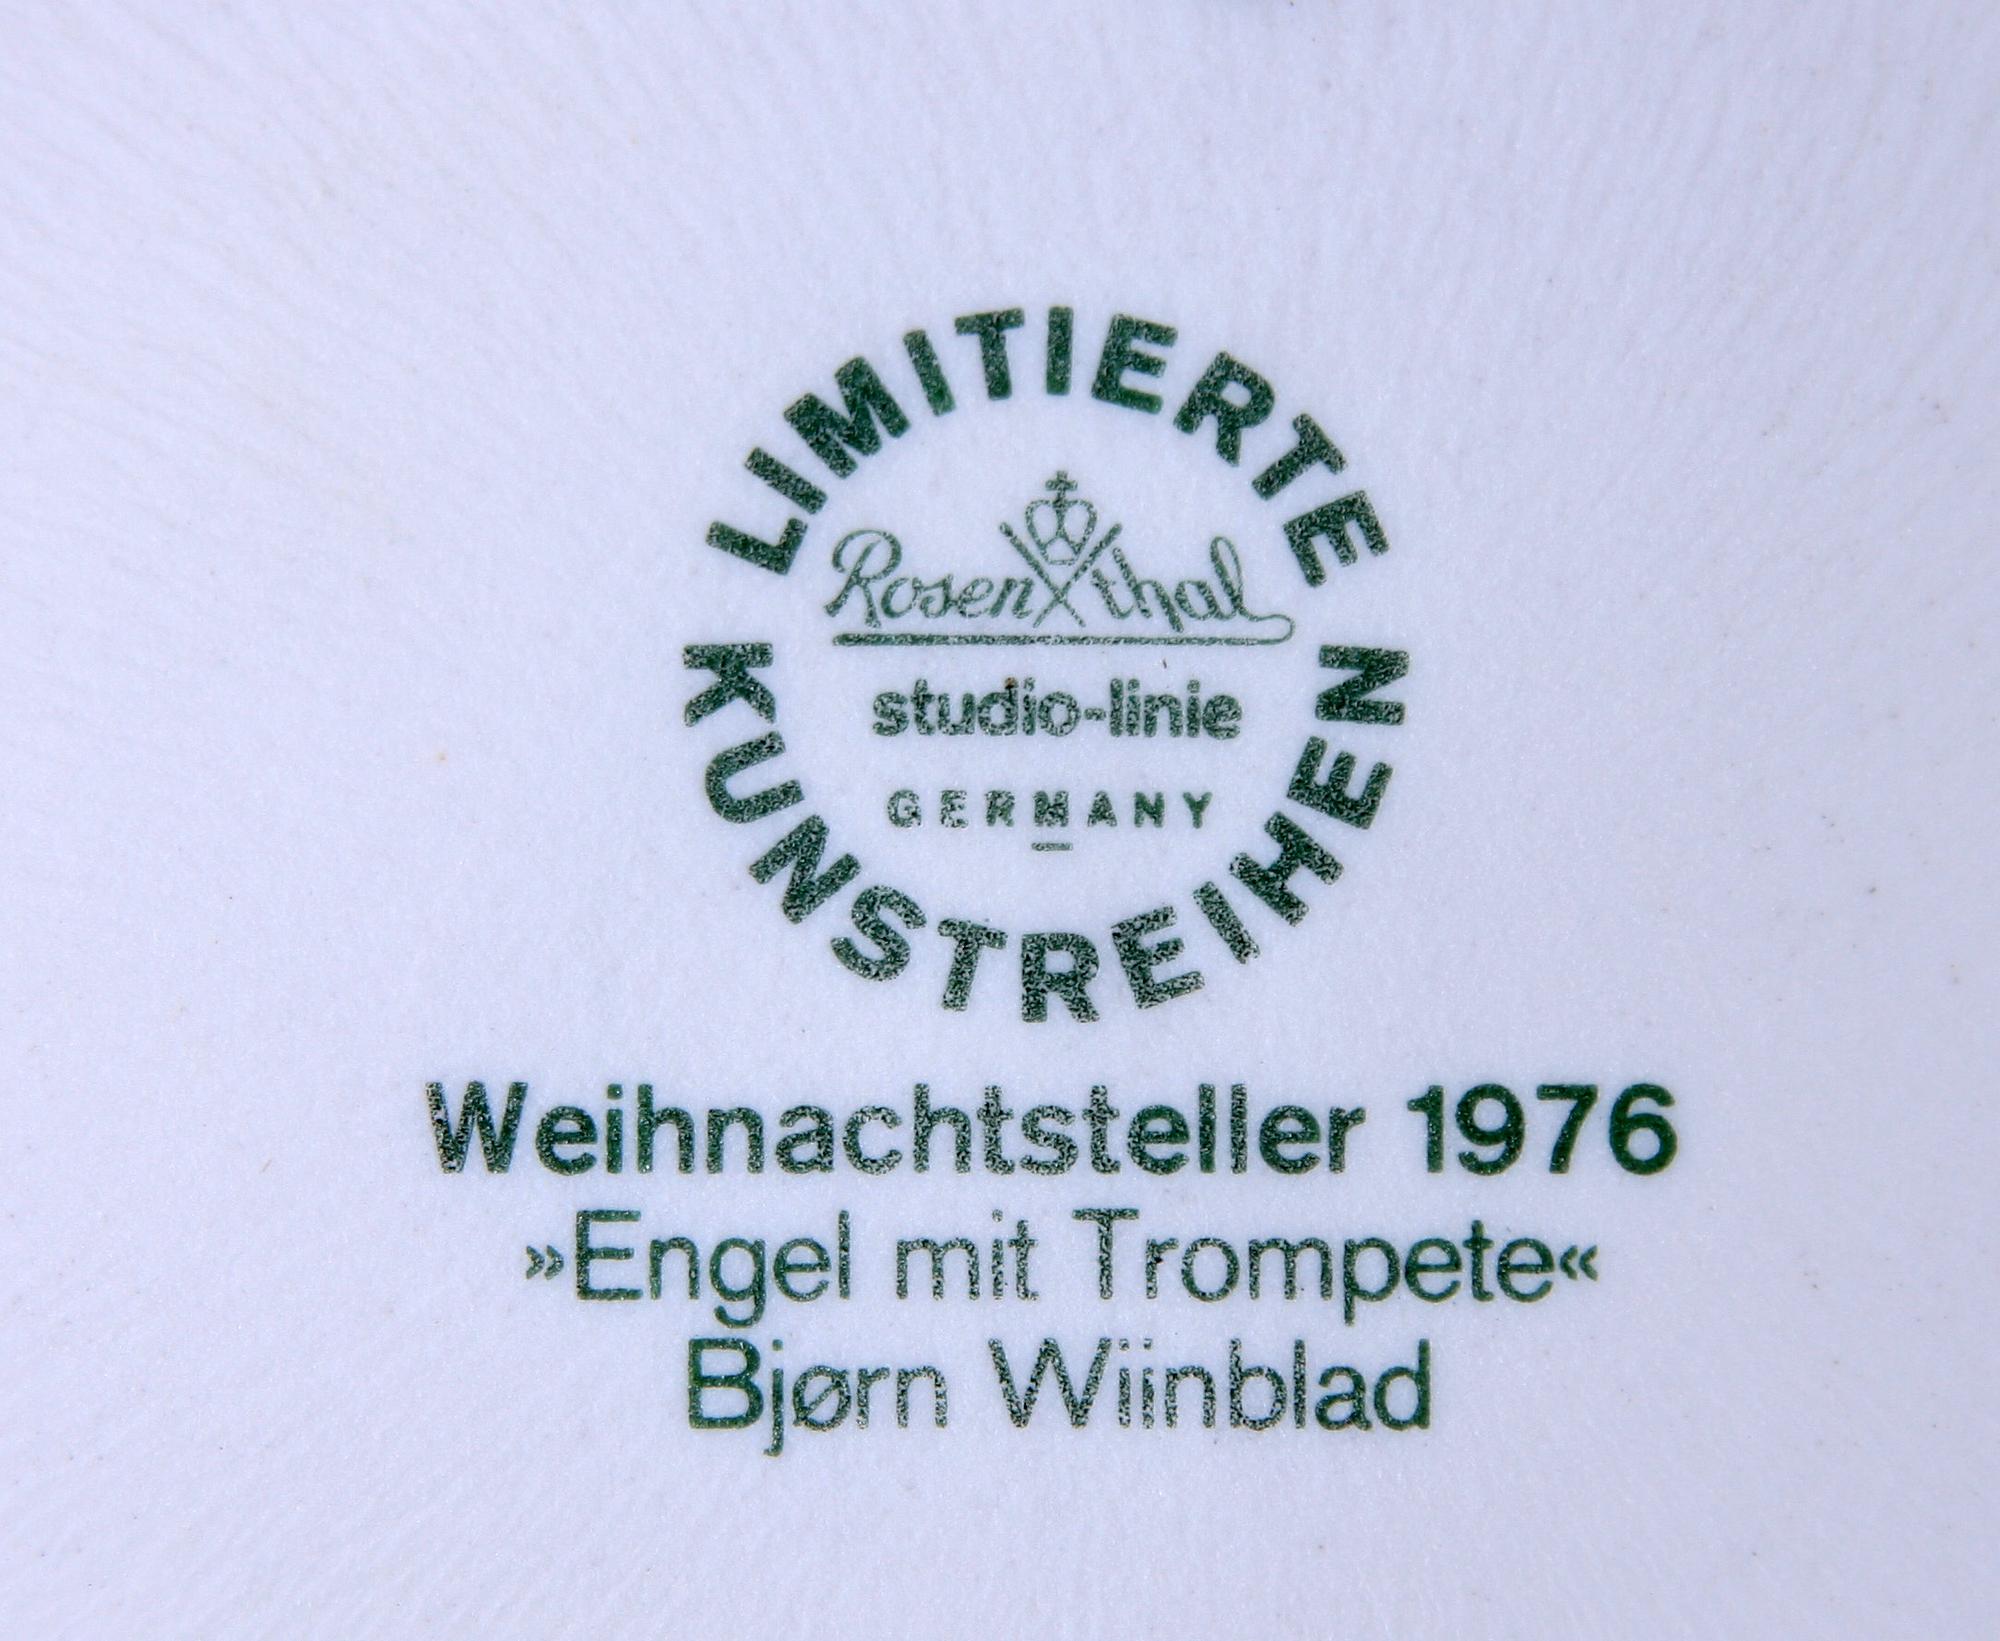 LIMITIERTE
Rosenthal
studio-linie
GERMANY
KUNSTREIHEN
Weihnachtsteller 1976
»Engel mit Trompete«
Bjørn Wiinblad